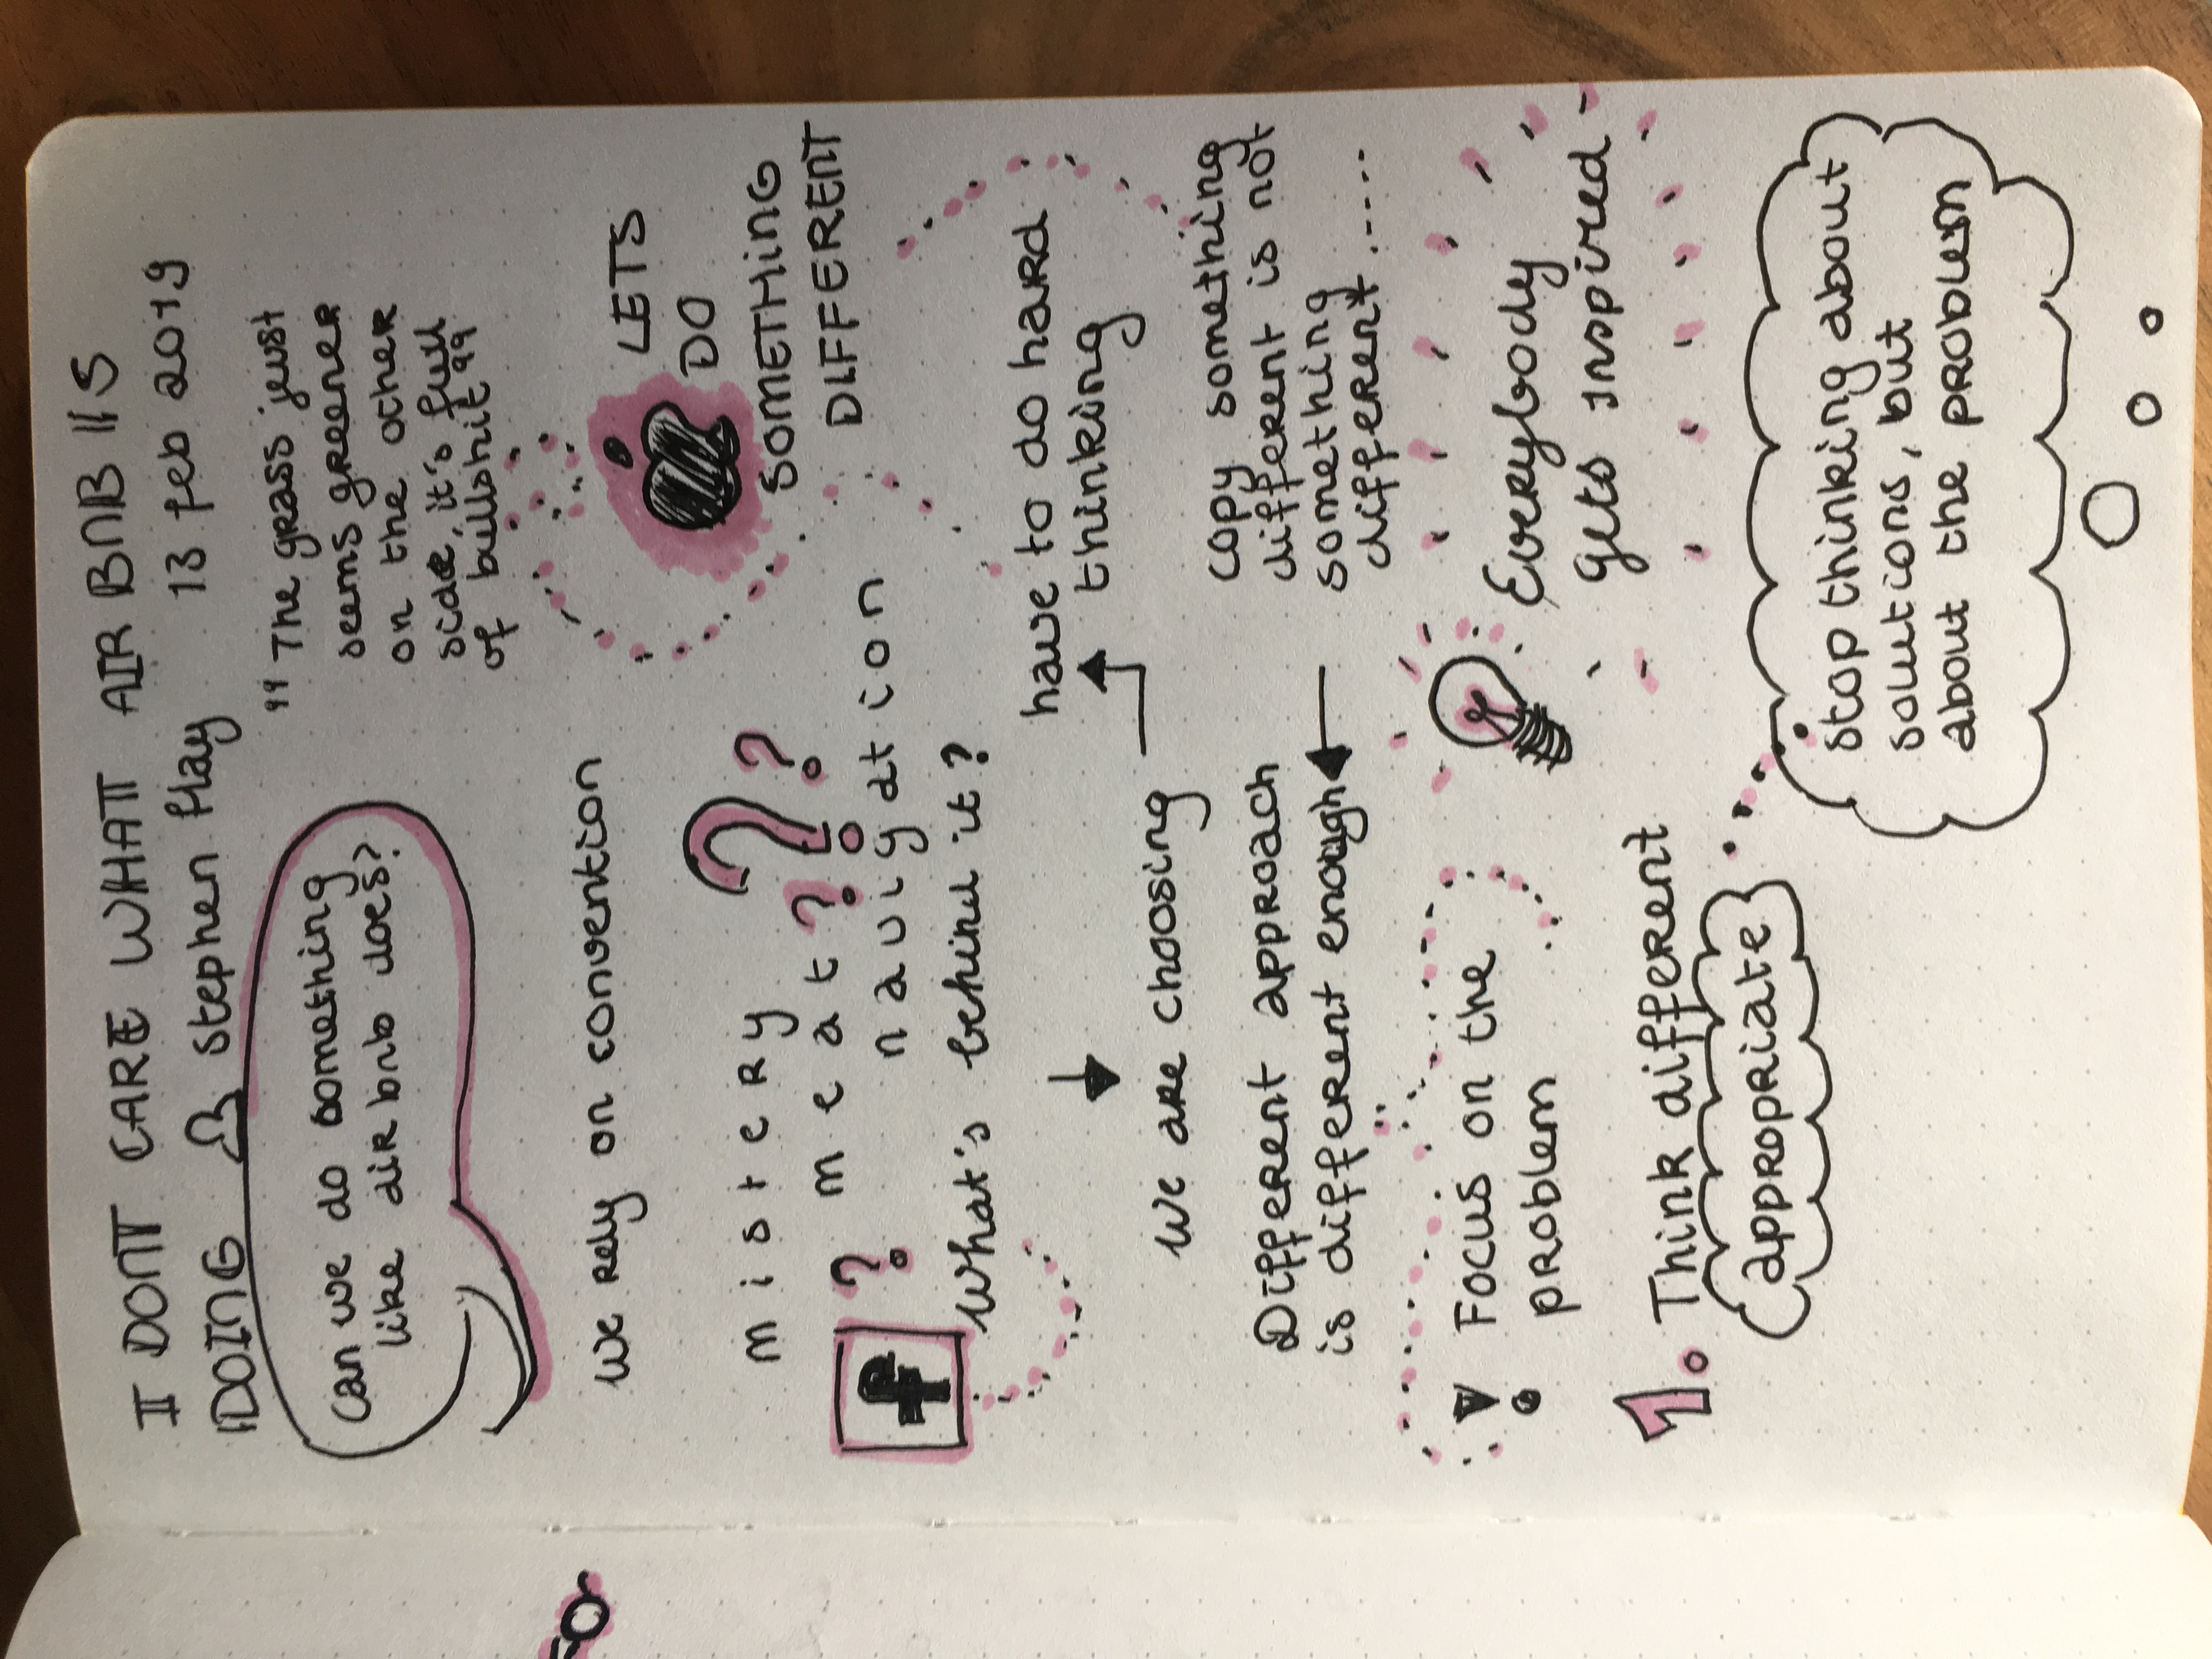 I DONT CARE WHAT AIR BNB IS
DOING Stephen Hay 13 feb 2019
Can we do something
like airbnb does?
"The grass just
seems greener
on the other
side, it's full
of bullshit"
We rely on convention
LETS
DO
SOMETHING
DIFFERENT
mistery
meat ???
f ?
navigation
What's behind it?
have to do hard
thinking
We are choosing
copy something
different is not
something
different.----
Different approach
is different enough
! Focus on the
problem
Everybody
gets inspired
1. Think different
appropriate
stop thinking about
solutions, but
about the problem